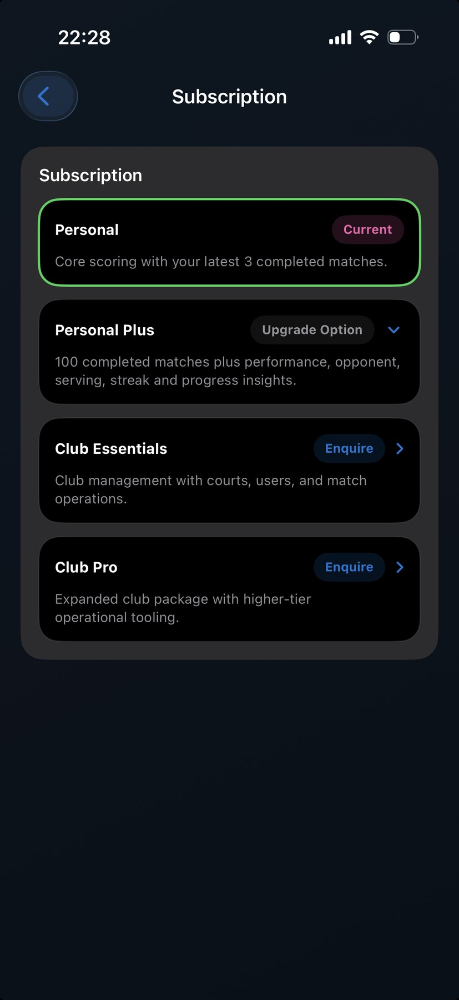 22:28
Subscription
Subscription
Personal
Current
Core scoring with your latest 3 completed matches.
Personal Plus
Upgrade Option
100 completed matches plus performance, opponent,
serving, streak and progress insights.
Club Essentials
Enquire
Club management with courts, users, and match
operations.
Club Pro
Enquire
Expanded club package with higher-tier
operational tooling.